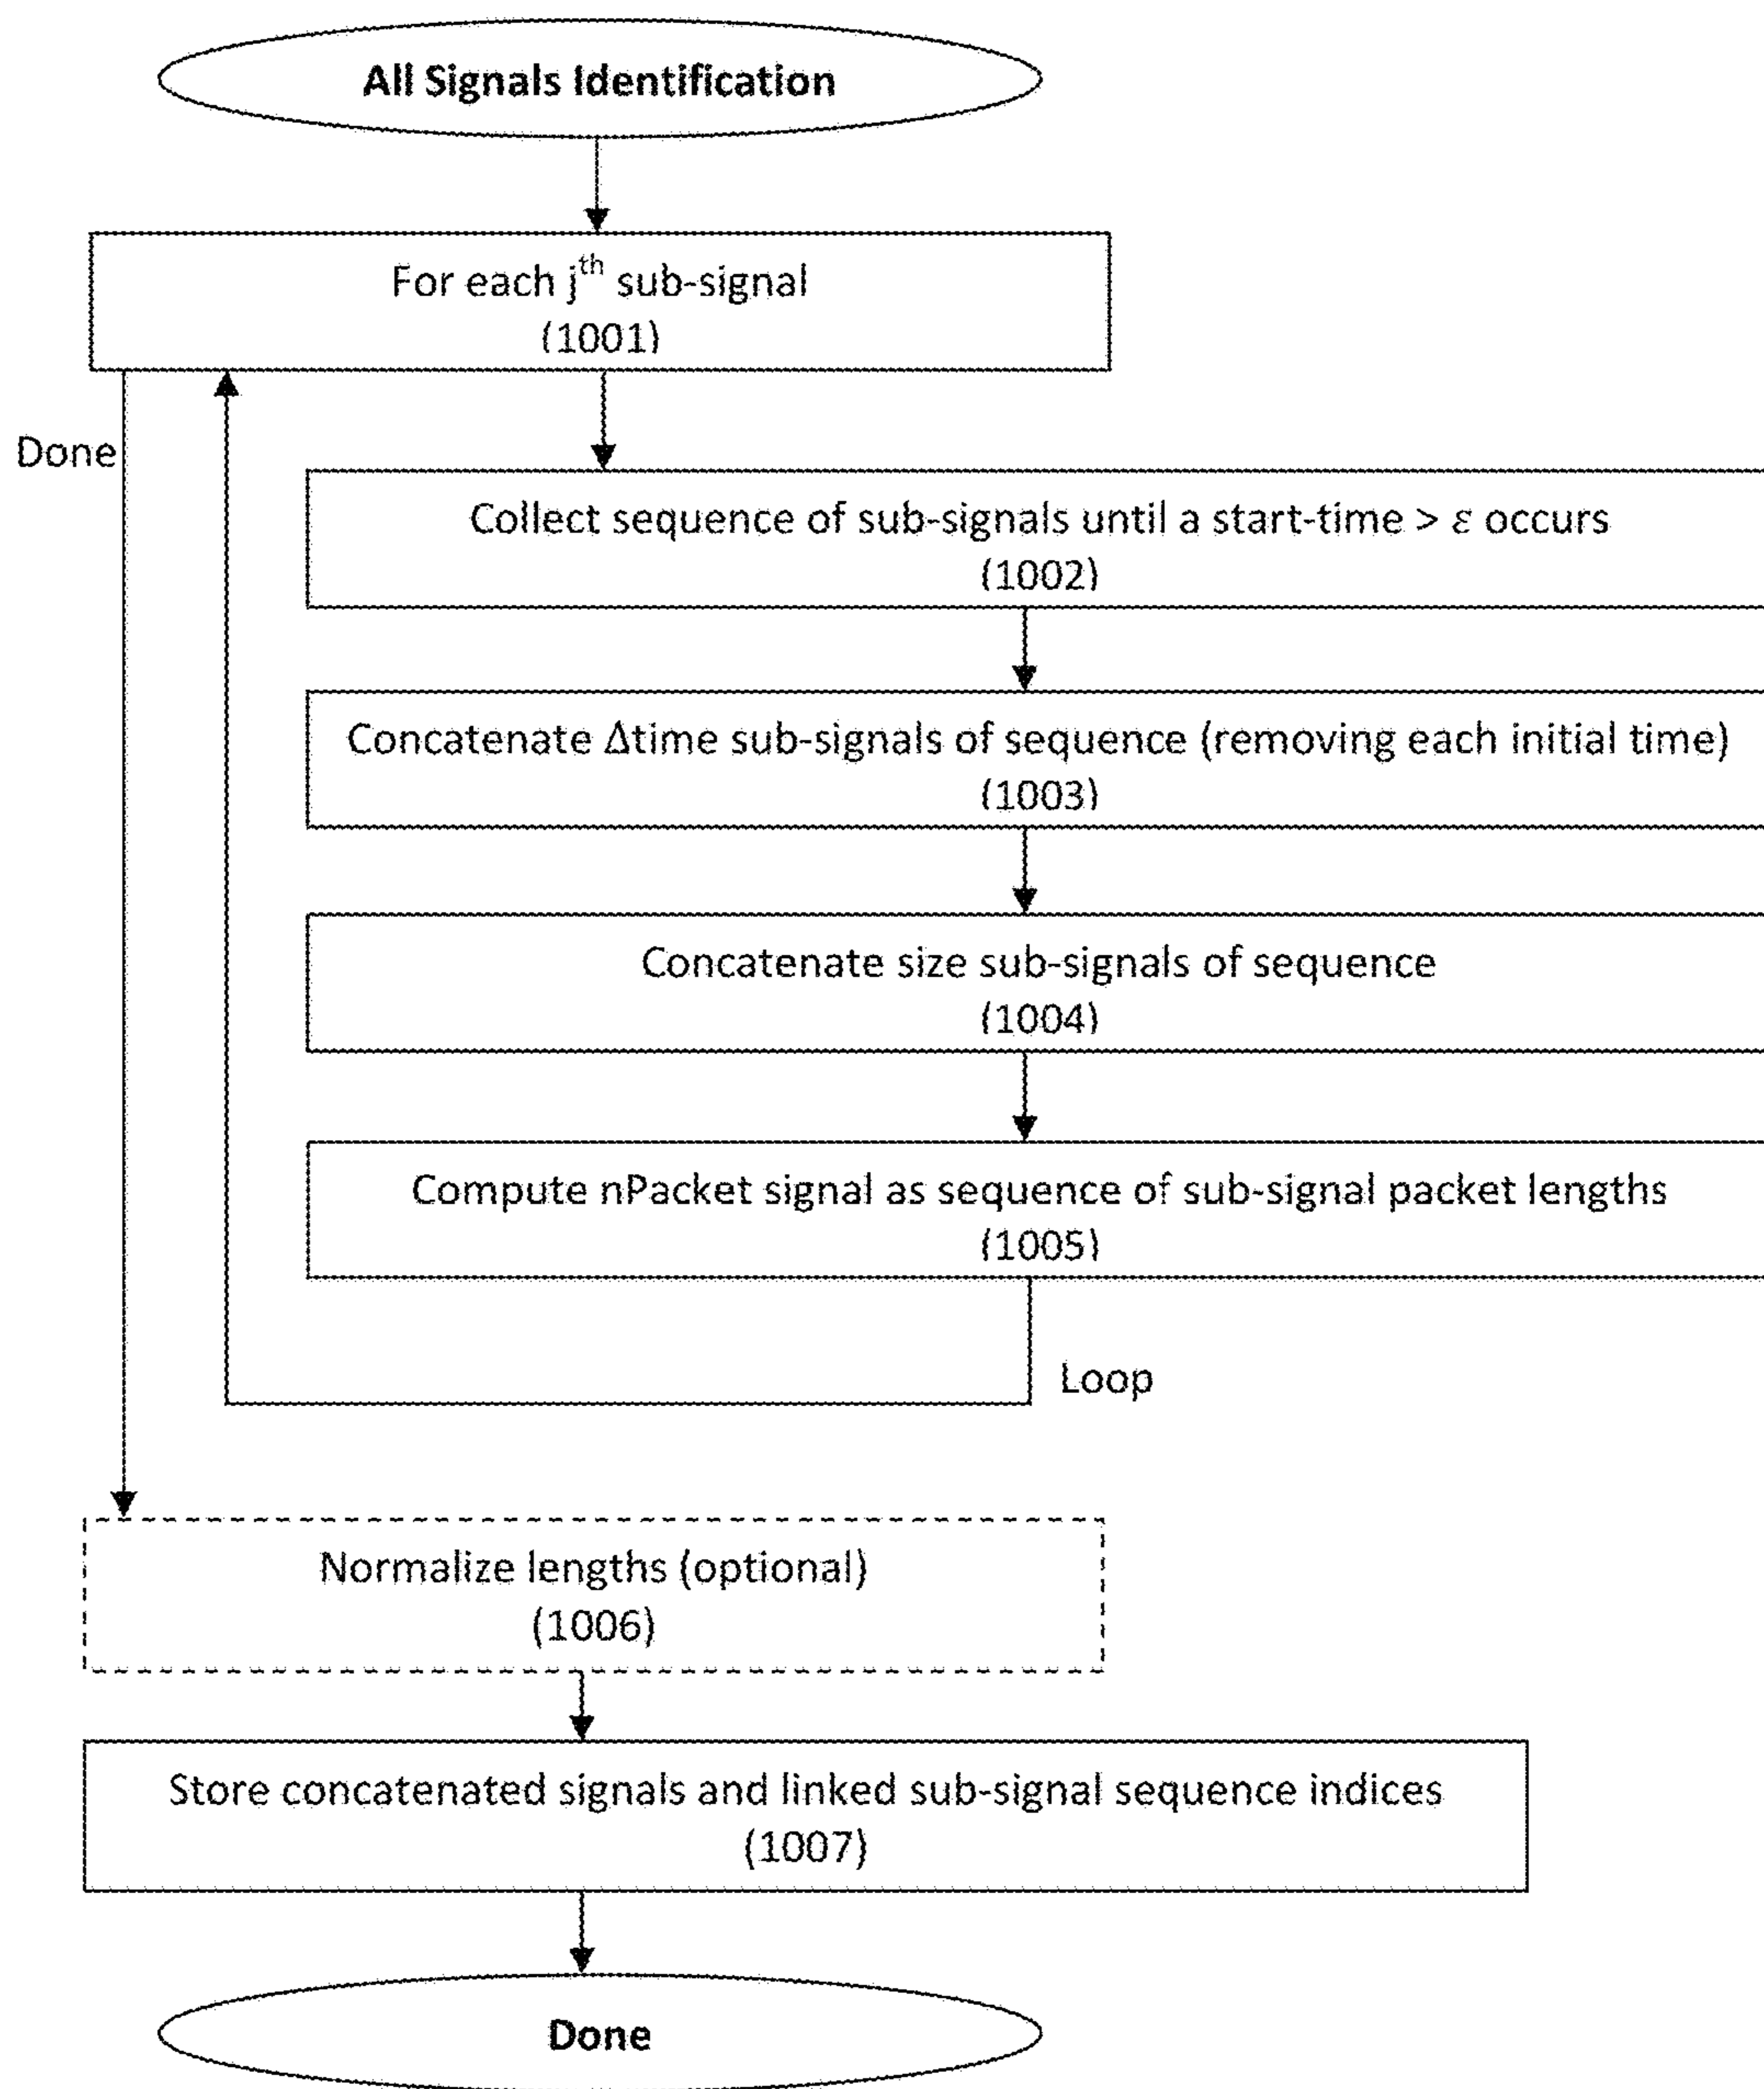 All Signals Identification
For each jth sub-signal
(1001)
Done
Collect sequence of sub-signals until a start-time > ε occurs
(1002)
Concatenate Δtime sub-signals of sequence (removing each initial time)
(1003)
Concatenate size sub-signals of sequence
(1004)
Compute nPacket signal as sequence of sub-signal packet lengths
(1005)
Loop
Normalize lengths (optional)
(1006)
Store concatenated signals and linked sub-signal sequence indices
(1007)
Done